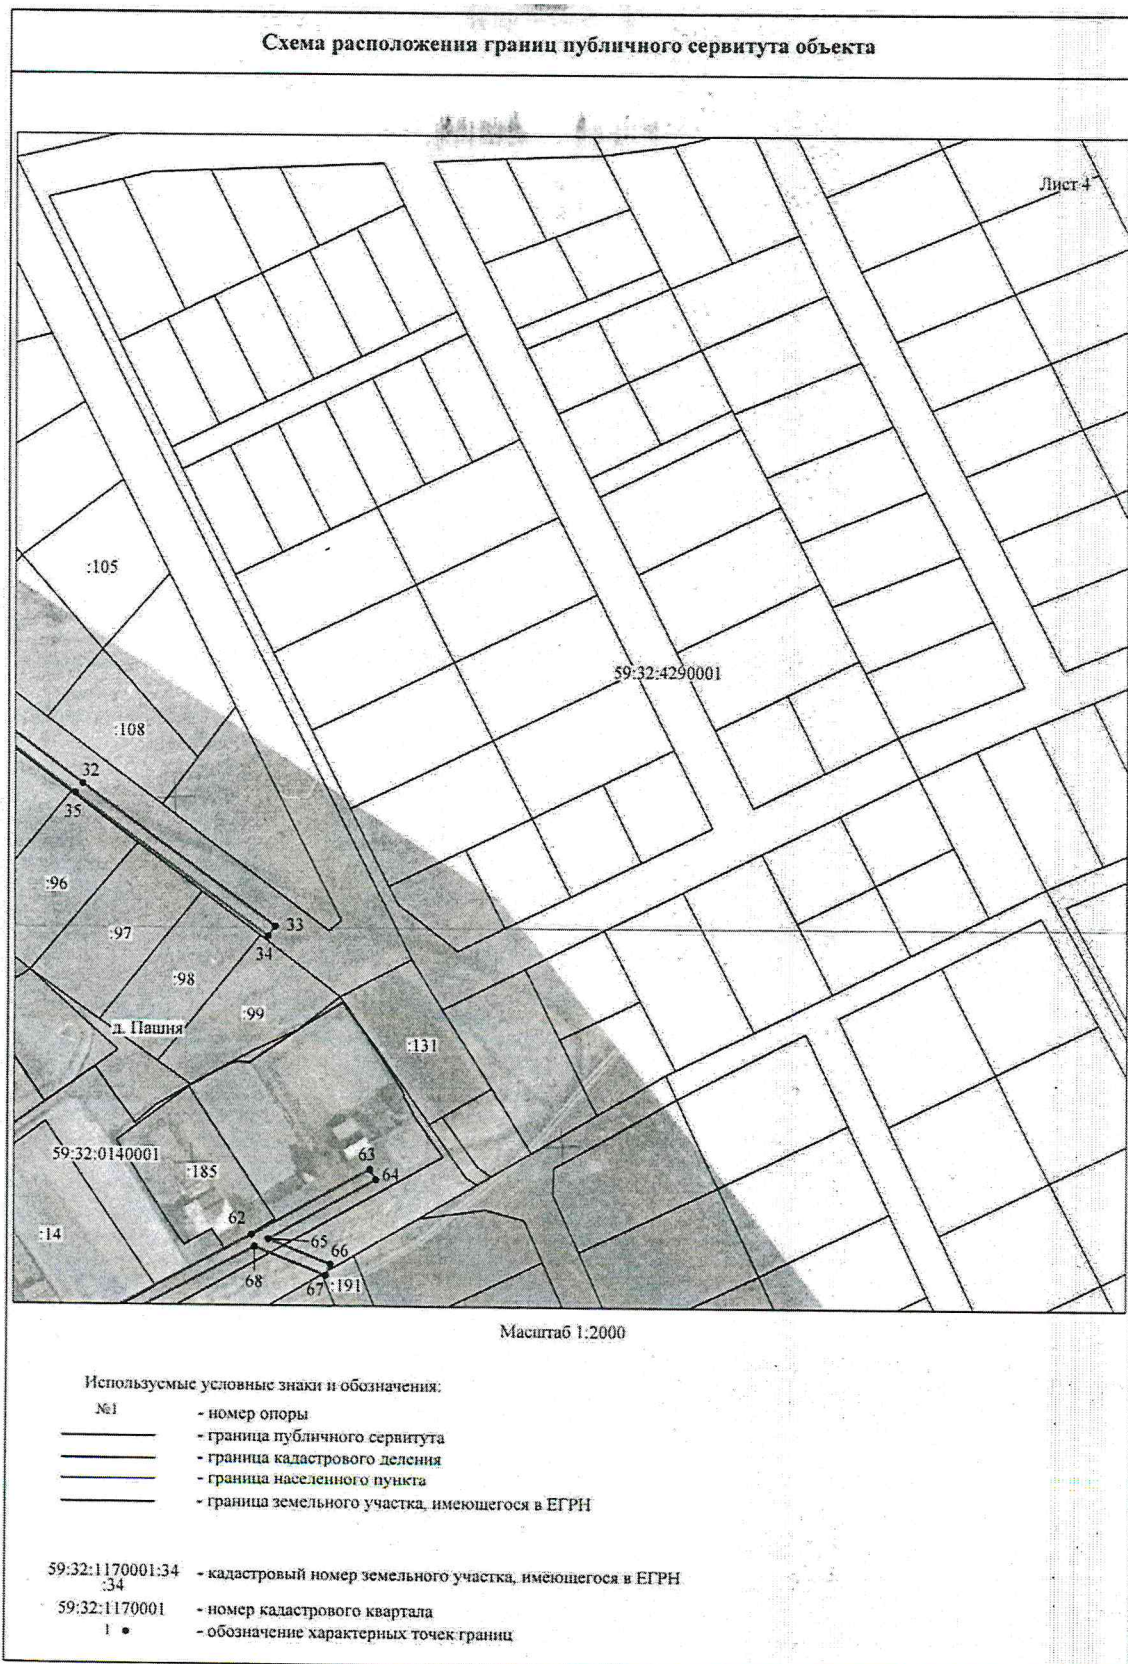 Схема расположения границ публичного сервитута объекта
Лист 4
:105
59:32:4290001
:108
32
35
:96
33
:97
34
:98
:99
д. Пашня
:131
59:32:0140001
63
:185
64
62
:14
65
66
68
67
:191
Масштаб 1:2000
Используемые условные знаки и обозначения:
№1 - номер опоры
- граница публичного сервитута
- граница кадастрового деления
- граница населенного пункта
- граница земельного участка, имеющегося в ЕГРН
59:32:1170001:34
:34 - кадастровый номер земельного участка, имеющегося в ЕГРН
59:32:1170001 - номер кадастрового квартала
1 ● - обозначение характерных точек границ